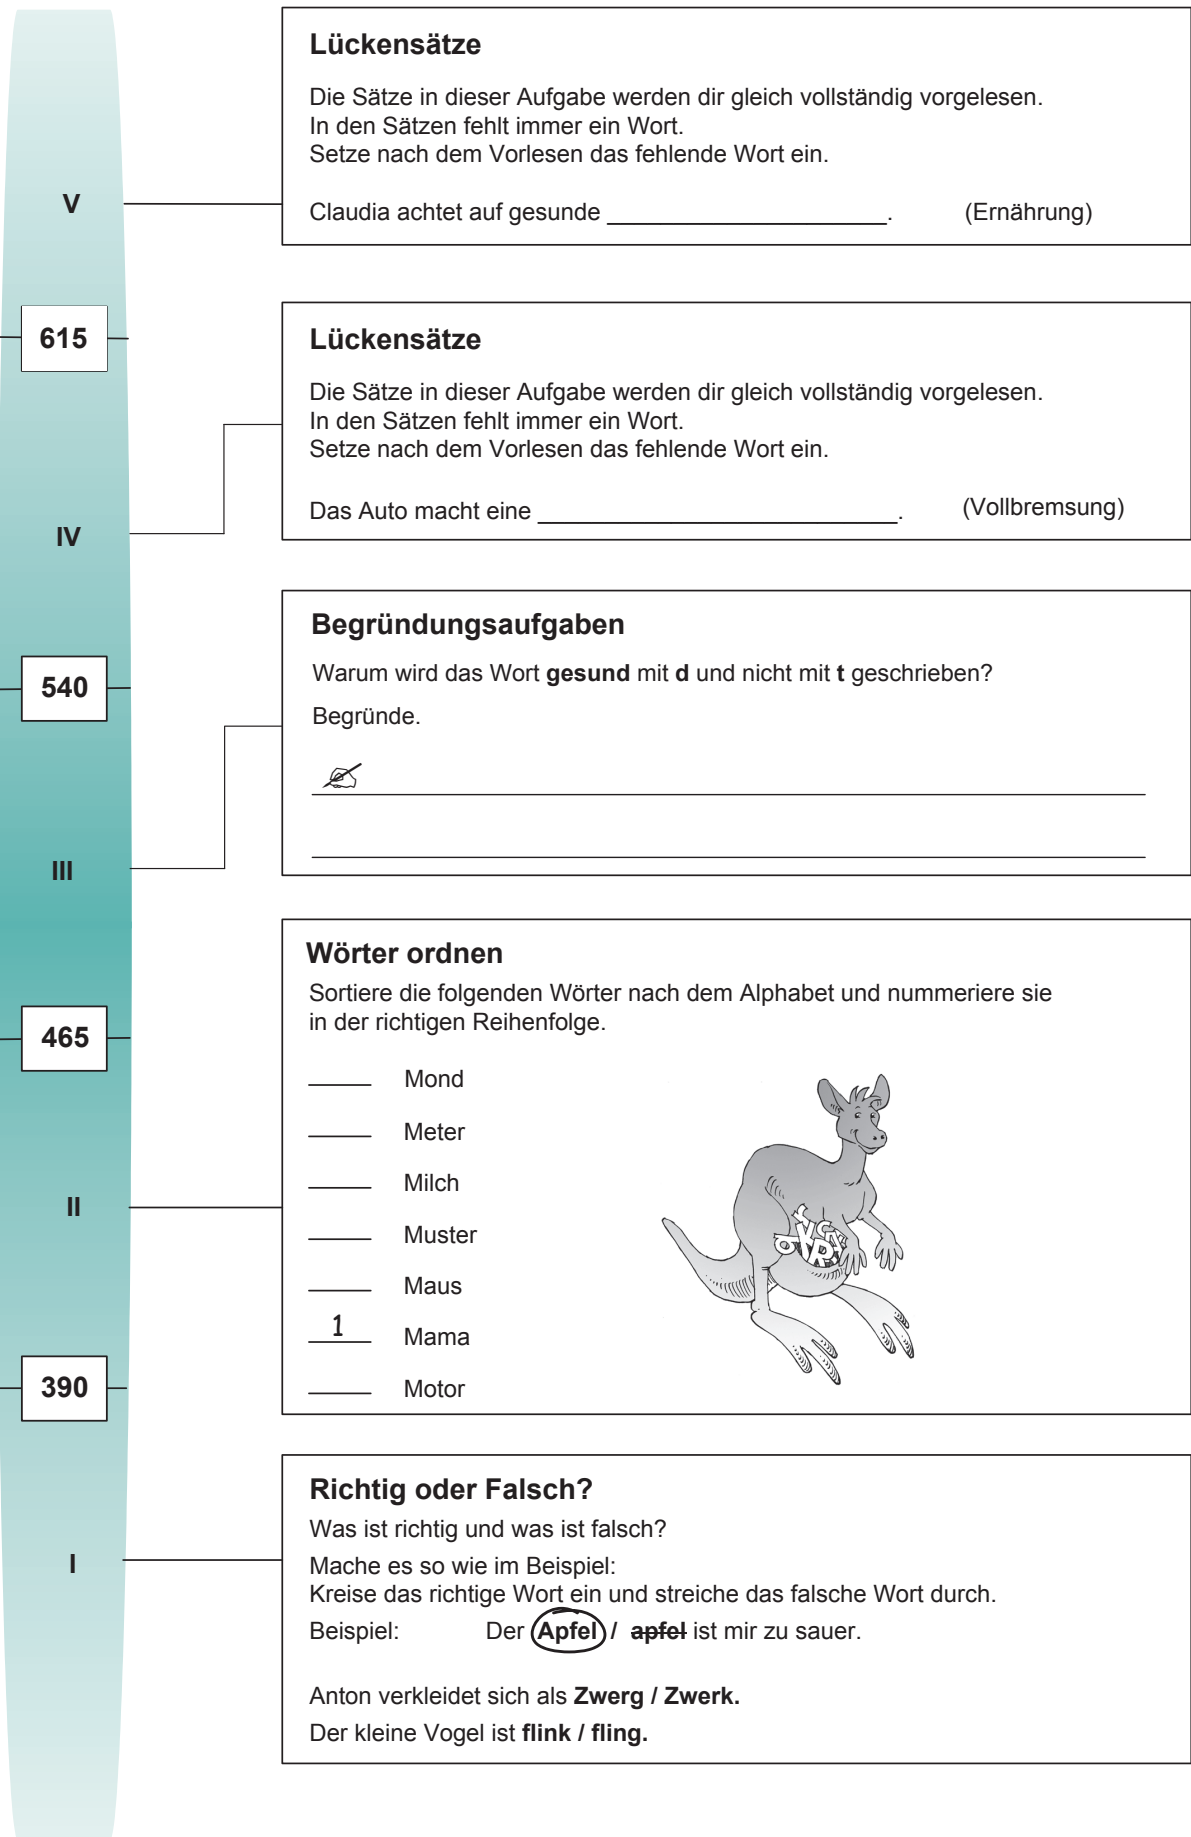 Lückensätze
Die Sätze in dieser Aufgabe werden dir gleich vollständig vorgelesen.
In den Sätzen fehlt immer ein Wort.
Setze nach dem Vorlesen das fehlende Wort ein.
V
Claudia achtet auf gesunde _____________________. (Ernährung)
615
Lückensätze
Die Sätze in dieser Aufgabe werden dir gleich vollständig vorgelesen.
In den Sätzen fehlt immer ein Wort.
Setze nach dem Vorlesen das fehlende Wort ein.
IV
Das Auto macht eine ___________________________. (Vollbremsung)
Begründungsaufgaben
Warum wird das Wort gesund mit d und nicht mit t geschrieben?
540
Begründe.
III
Wörter ordnen
Sortiere die folgenden Wörter nach dem Alphabet und nummeriere sie
in der richtigen Reihenfolge.
465
_____ Mond
_____ Meter
_____ Milch
II
_____ Muster
_____ Maus
1 Mama
390
_____ Motor
Richtig oder Falsch?
Was ist richtig und was ist falsch?
I
Mache es so wie im Beispiel:
Kreise das richtige Wort ein und streiche das falsche Wort durch.
Beispiel: Der Apfel / apfel ist mir zu sauer.
Anton verkleidet sich als Zwerg / Zwerk.
Der kleine Vogel ist flink / fling.